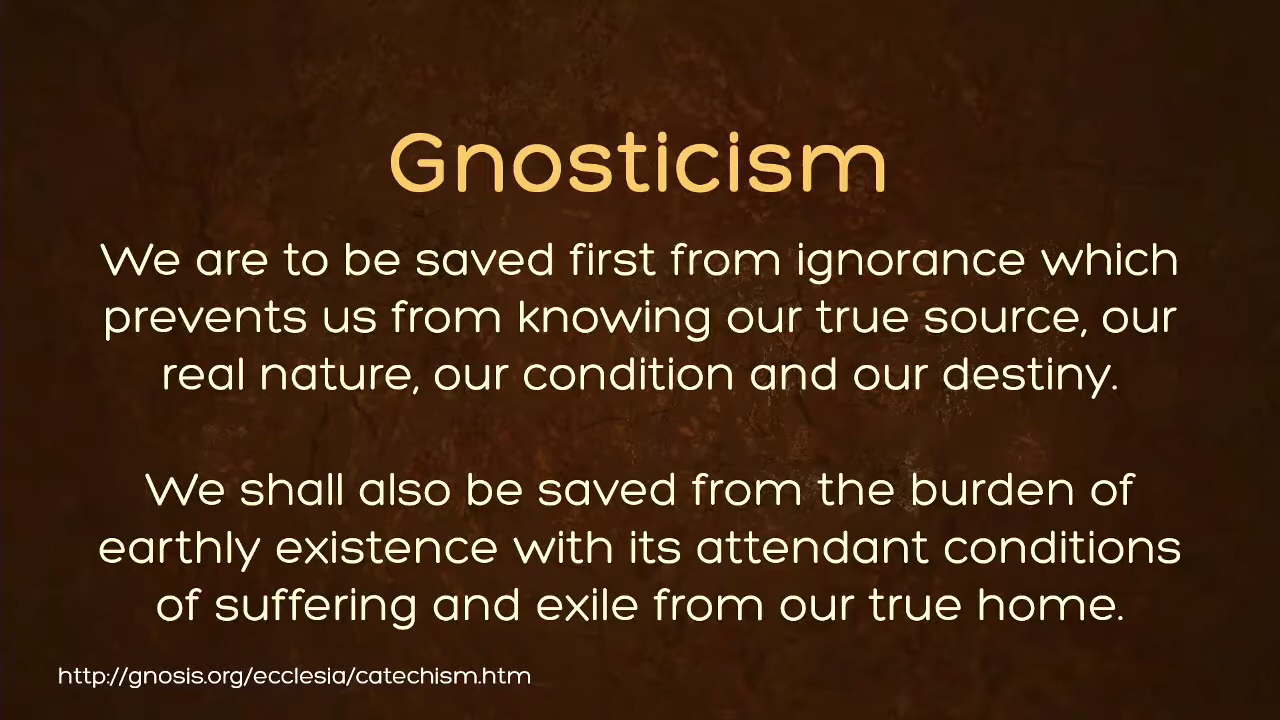 Gnosticism
We are to be saved first from ignorance which
prevents us from knowing our true source, our
real nature, our condition and our destiny.
We shall also be saved from the burden of
earthly existence with its attendant conditions
of suffering and exile from our true home.
http://gnosis.org/ecclesia/catechism.htm